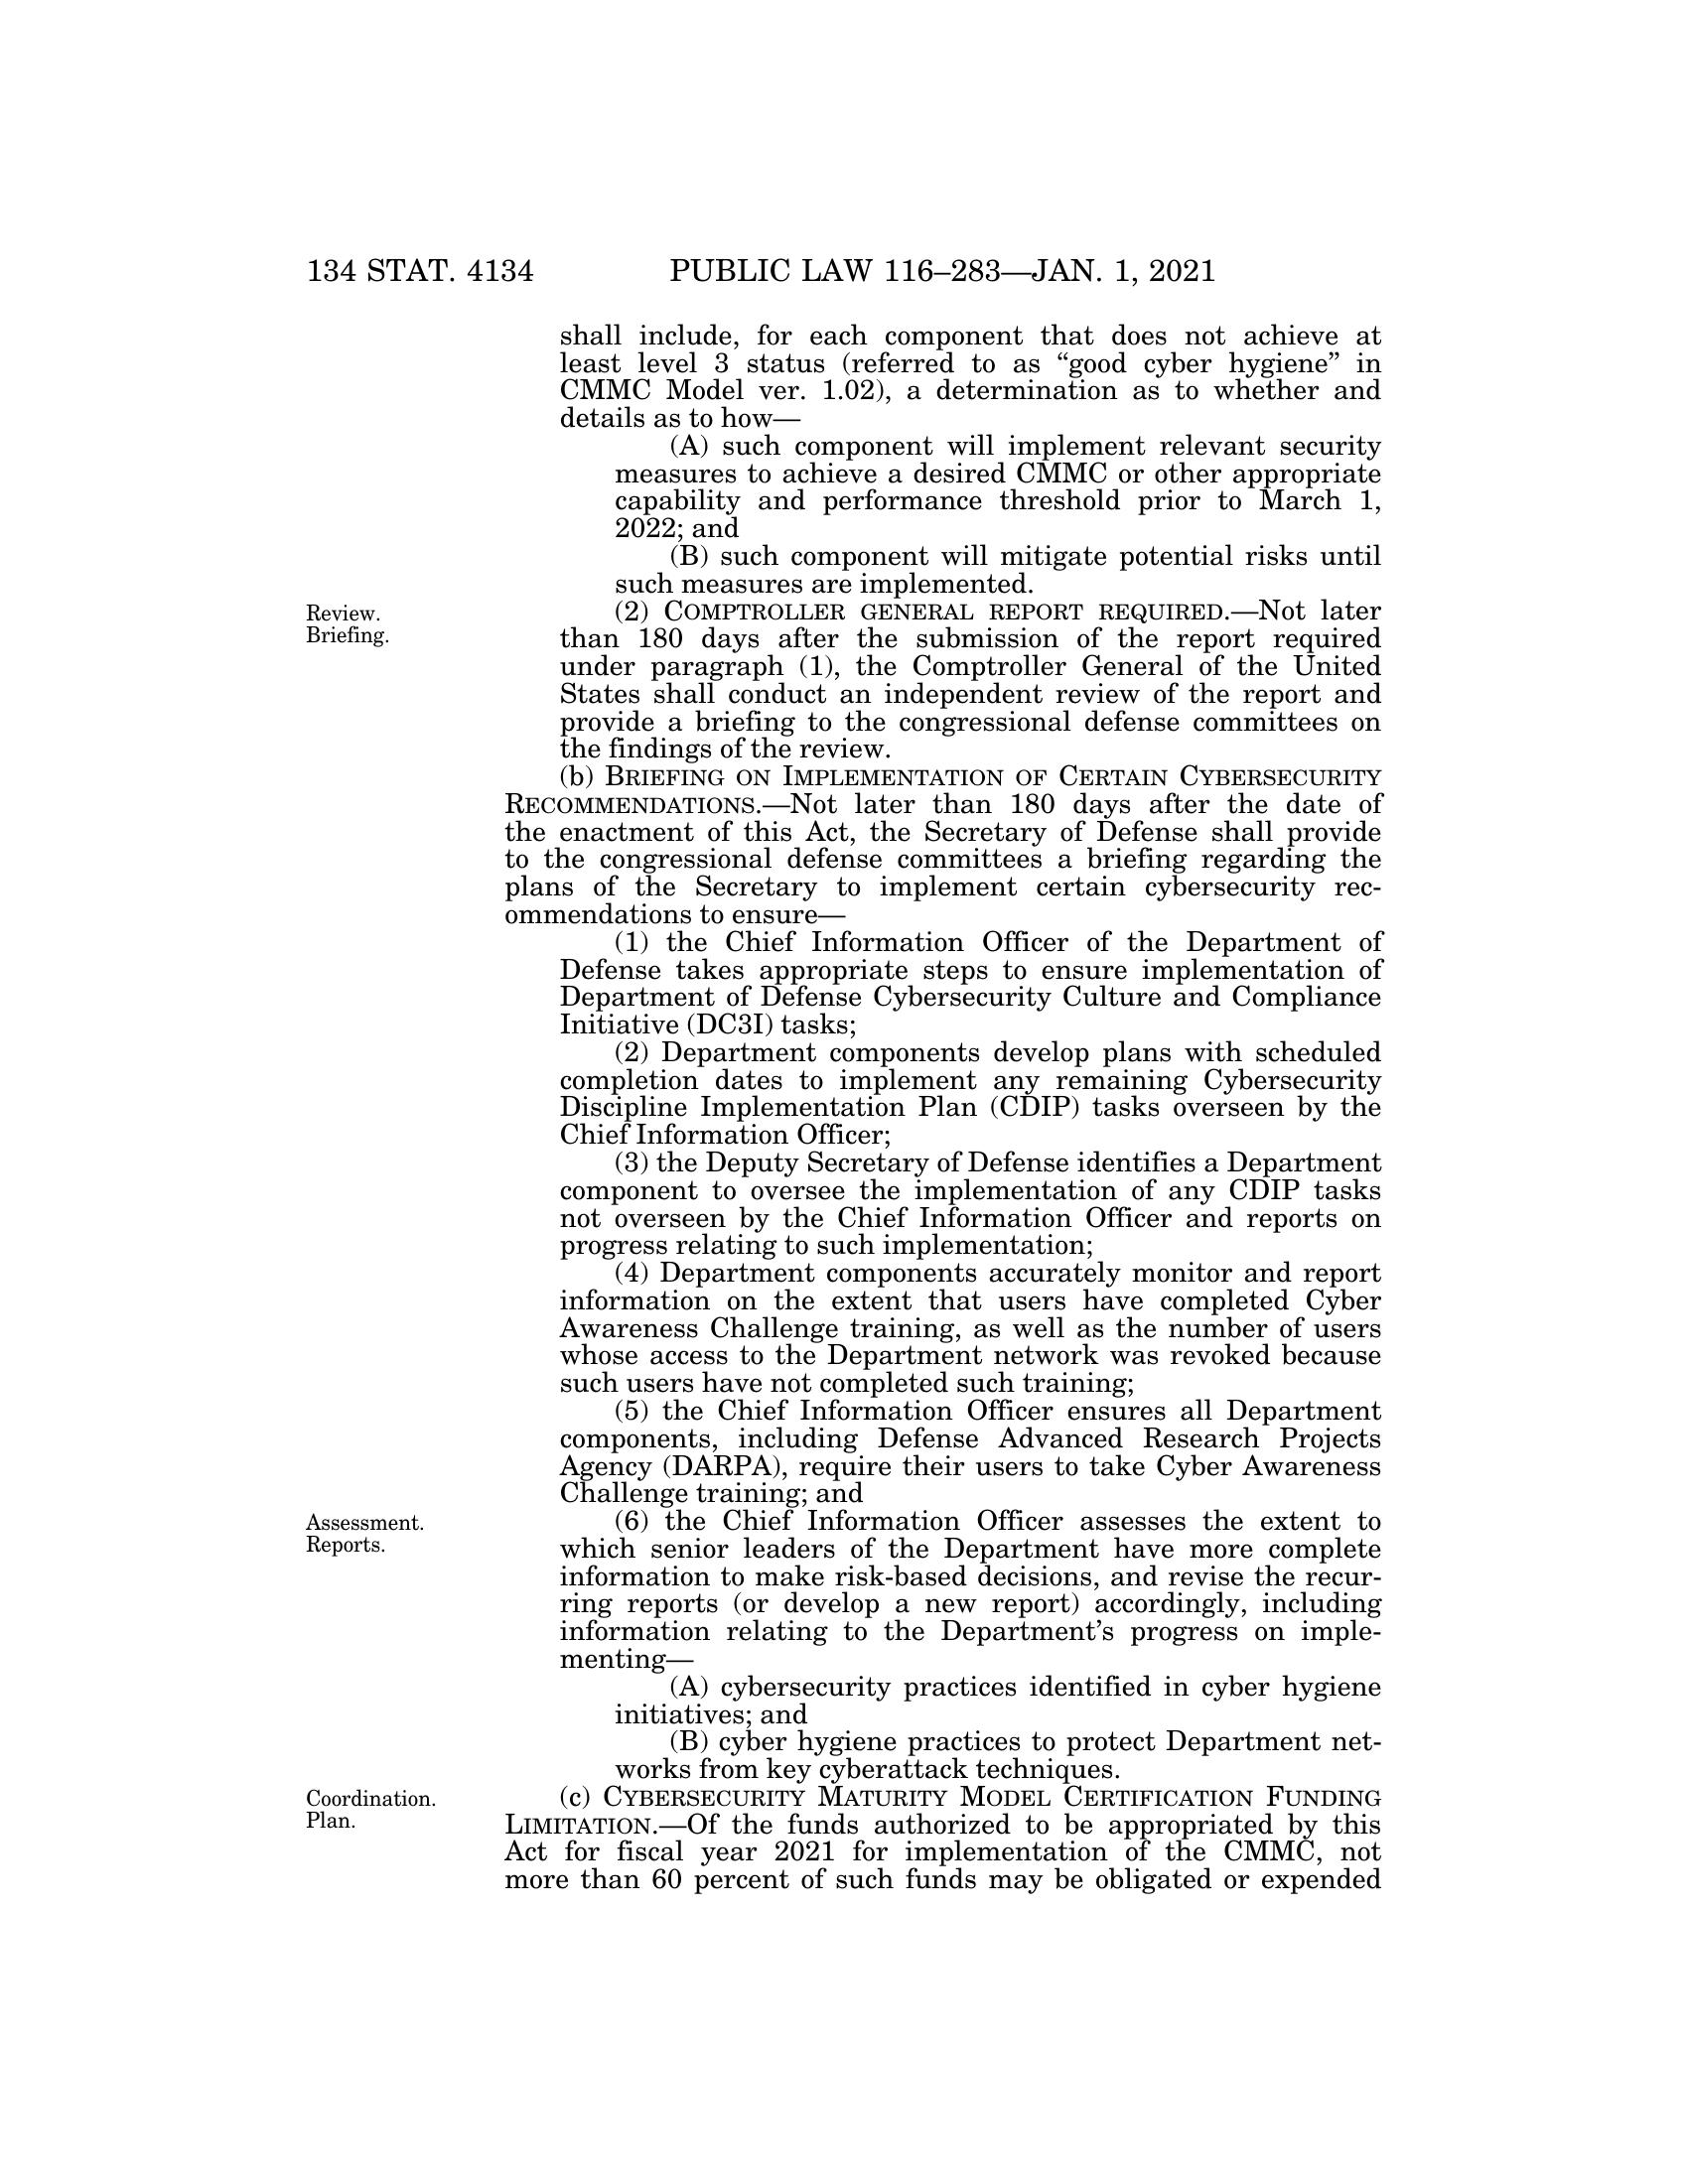 134 STAT. 4134
PUBLIC LAW 116–283—JAN. 1, 2021
shall include, for each component that does not achieve at
least level 3 status (referred to as “good cyber hygiene” in
CMMC Model ver. 1.02), a determination as to whether and
details as to how—
(A) such component will implement relevant security
measures to achieve a desired CMMC or other appropriate
capability and performance threshold prior to March 1,
2022; and
(B) such component will mitigate potential risks until
such measures are implemented.
Review.
Briefing.
(2) COMPTROLLER GENERAL REPORT REQUIRED.—Not later
than 180 days after the submission of the report required
under paragraph (1), the Comptroller General of the United
States shall conduct an independent review of the report and
provide a briefing to the congressional defense committees on
the findings of the review.
(b) BRIEFING ON IMPLEMENTATION OF CERTAIN CYBERSECURITY
RECOMMENDATIONS.—Not later than 180 days after the date of
the enactment of this Act, the Secretary of Defense shall provide
to the congressional defense committees a briefing regarding the
plans of the Secretary to implement certain cybersecurity rec-
ommendations to ensure—
(1) the Chief Information Officer of the Department of
Defense takes appropriate steps to ensure implementation of
Department of Defense Cybersecurity Culture and Compliance
Initiative (DC3I) tasks;
(2) Department components develop plans with scheduled
completion dates to implement any remaining Cybersecurity
Discipline Implementation Plan (CDIP) tasks overseen by the
Chief Information Officer;
(3) the Deputy Secretary of Defense identifies a Department
component to oversee the implementation of any CDIP tasks
not overseen by the Chief Information Officer and reports on
progress relating to such implementation;
(4) Department components accurately monitor and report
information on the extent that users have completed Cyber
Awareness Challenge training, as well as the number of users
whose access to the Department network was revoked because
such users have not completed such training;
(5) the Chief Information Officer ensures all Department
components, including Defense Advanced Research Projects
Agency (DARPA), require their users to take Cyber Awareness
Challenge training; and
Assessment.
Reports.
(6) the Chief Information Officer assesses the extent to
which senior leaders of the Department have more complete
information to make risk-based decisions, and revise the recur-
ring reports (or develop a new report) accordingly, including
information relating to the Department’s progress on imple-
menting—
(A) cybersecurity practices identified in cyber hygiene
initiatives; and
(B) cyber hygiene practices to protect Department net-
works from key cyberattack techniques.
Coordination.
Plan.
(c) CYBERSECURITY MATURITY MODEL CERTIFICATION FUNDING
LIMITATION.—Of the funds authorized to be appropriated by this
Act for fiscal year 2021 for implementation of the CMMC, not
more than 60 percent of such funds may be obligated or expended